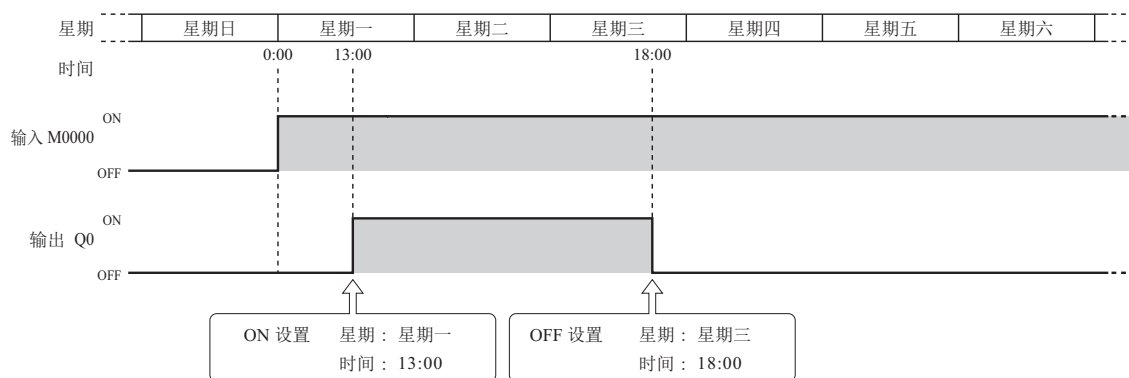 星期 星期日 星期一 星期二 星期三 星期四 星期五 星期六
时间 0:00 13:00 18:00
ON
输入 M0000
OFF
ON
输出 Q0
OFF
ON 设置 星期：星期一
时间：13:00
OFF 设置 星期：星期三
时间：18:00